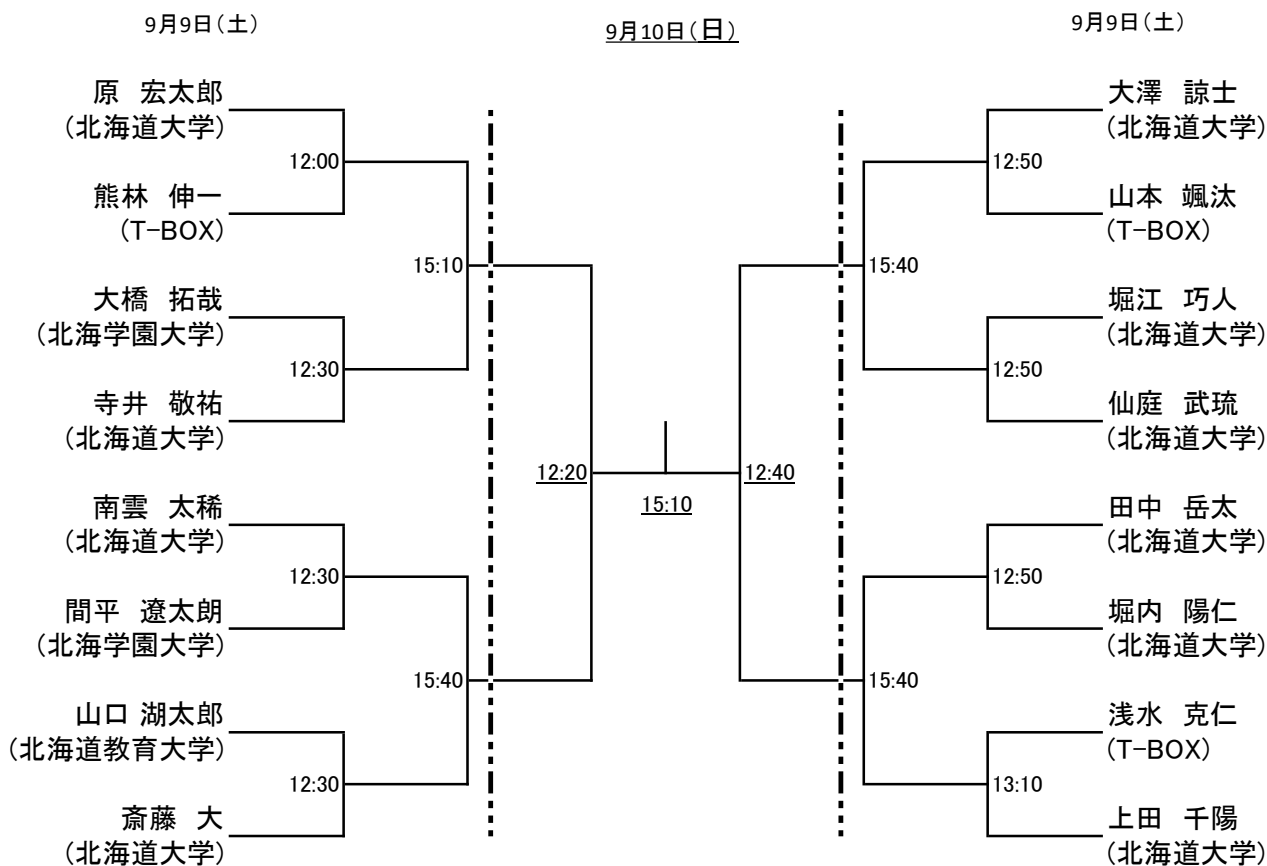 9月9日（土）
9月10日（日）
9月9日（土）
原　宏太郎
（北海道大学）
12:00
熊林　伸一
（T-BOX）
15:10
大橋　拓哉
（北海学園大学）
12:30
寺井　敬祐
（北海道大学）
12:20
南雲　太稀
（北海道大学）
12:30
間平　遼太朗
（北海学園大学）
15:40
山口 湖太郎
（北海道教育大学）
12:30
斎藤　大
（北海道大学）
15:10
大澤　諒士
（北海道大学）
12:50
山本　颯汰
（T-BOX）
15:40
堀江　巧人
（北海道大学）
12:50
仙庭　武琉
（北海道大学）
12:40
田中　岳太
（北海道大学）
12:50
堀内　陽仁
（北海道大学）
15:40
浅水　克仁
（T-BOX）
13:10
上田　千陽
（北海道大学）